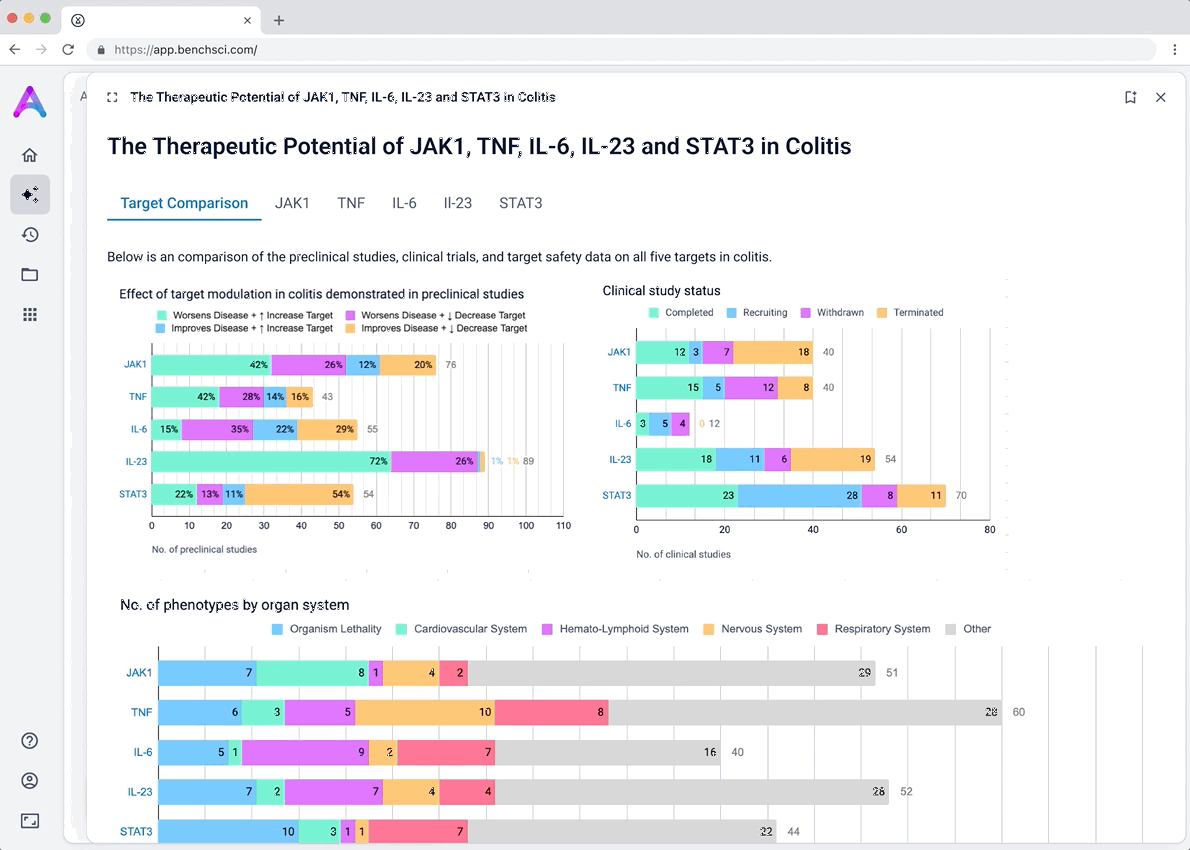 https://app.benchsci.com/
A
The Therapeutic Potential of JAK1, TNF, IL-6, IL-23 and STAT3 in Colitis
The Therapeutic Potential of JAK1, TNF, IL-6, IL-23 and STAT3 in Colitis
Target Comparison JAK1 TNF IL-6 Il-23 STAT3
Below is an comparison of the preclinical studies, clinical trials, and target safety data on all five targets in colitis.
Effect of target modulation in colitis demonstrated in preclinical studies
Worsens Disease + ↑ Increase Target Worsens Disease + ↓ Decrease Target
Improves Disease + ↑ Increase Target Improves Disease + ↓ Decrease Target
JAK1 42% 26% 12% 20% 76
TNF 42% 28% 14% 16% 43
IL-6 15% 35% 22% 29% 55
IL-23 72% 26% 1% 1% 89
STAT3 22% 13% 11% 54% 54
0 10 20 30 40 50 60 70 80 90 100 110
No. of preclinical studies
Clinical study status
Completed Recruiting Withdrawn Terminated
JAK1 12 3 7 18 40
TNF 15 5 12 8 40
IL-6 3 5 4 0 12
IL-23 18 11 6 19 54
STAT3 23 28 8 11 70
0 20 40 60 80
No. of clinical studies
No. of phenotypes by organ system
Organism Lethality Cardiovascular System Hemato-Lymphoid System Nervous System Respiratory System Other
JAK1 7 8 1 4 2 29 51
TNF 6 3 5 10 8 28 60
IL-6 5 1 9 2 7 16 40
IL-23 7 2 7 4 4 26 52
STAT3 10 3 1 1 7 22 44